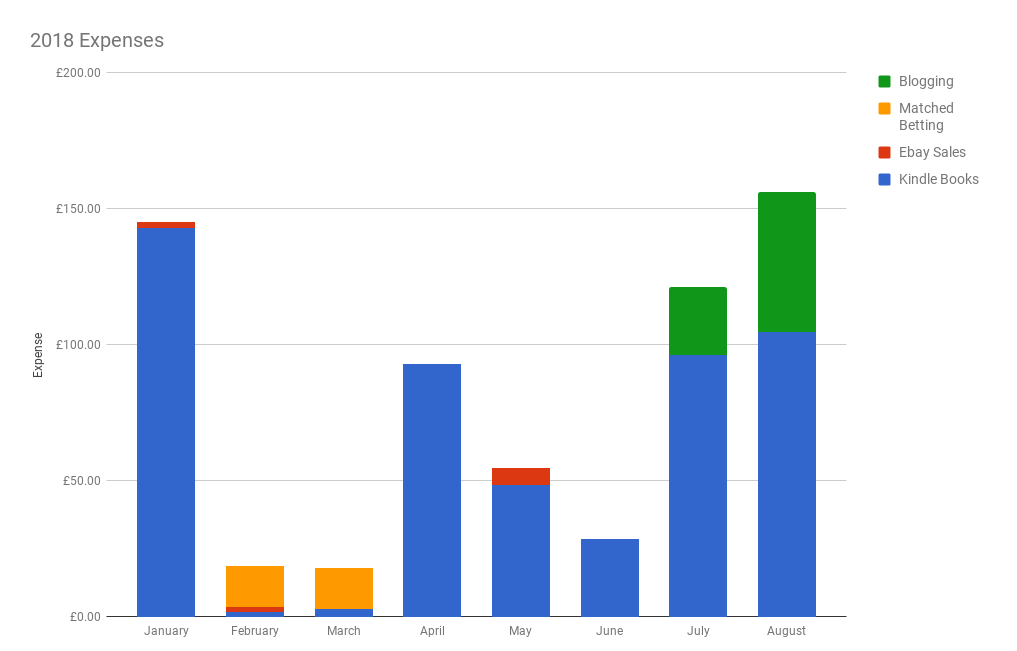 2018 Expenses
£200.00
£150.00
£100.00
£50.00
£0.00
Expense
January
February
March
April
May
June
July
August
Blogging
Matched
Betting
Ebay Sales
Kindle Books